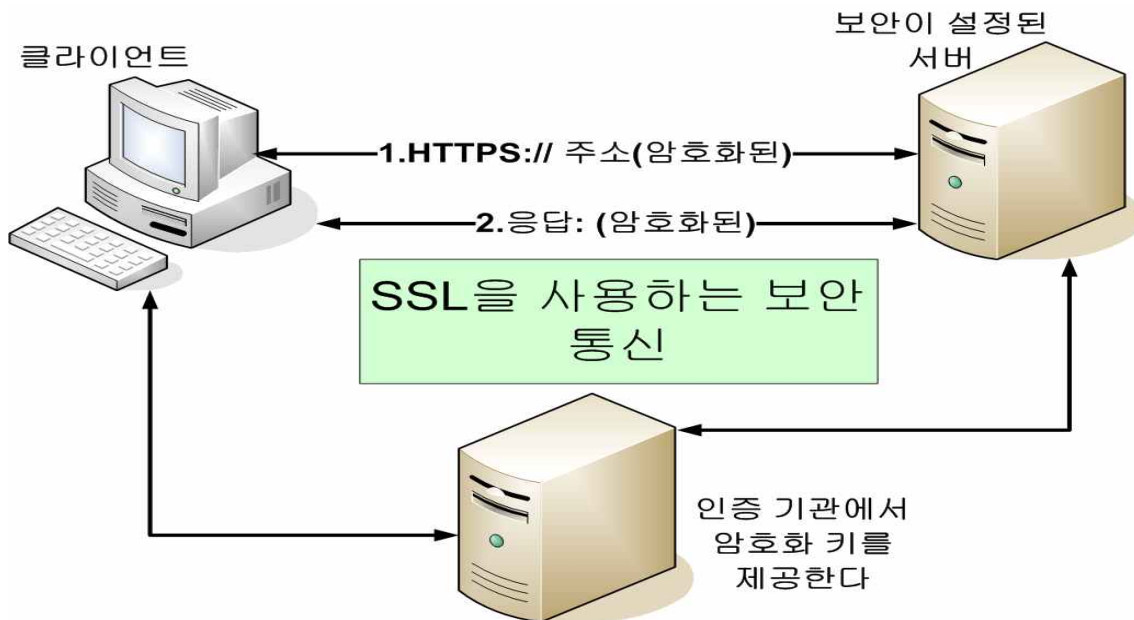 클라이언트
보안이 설정된
서버
1.HTTPS:// 주소(암호화된)
2.응답: (암호화된)
SSL을 사용하는 보안
통신
인증 기관에서
암호화 키를
제공한다